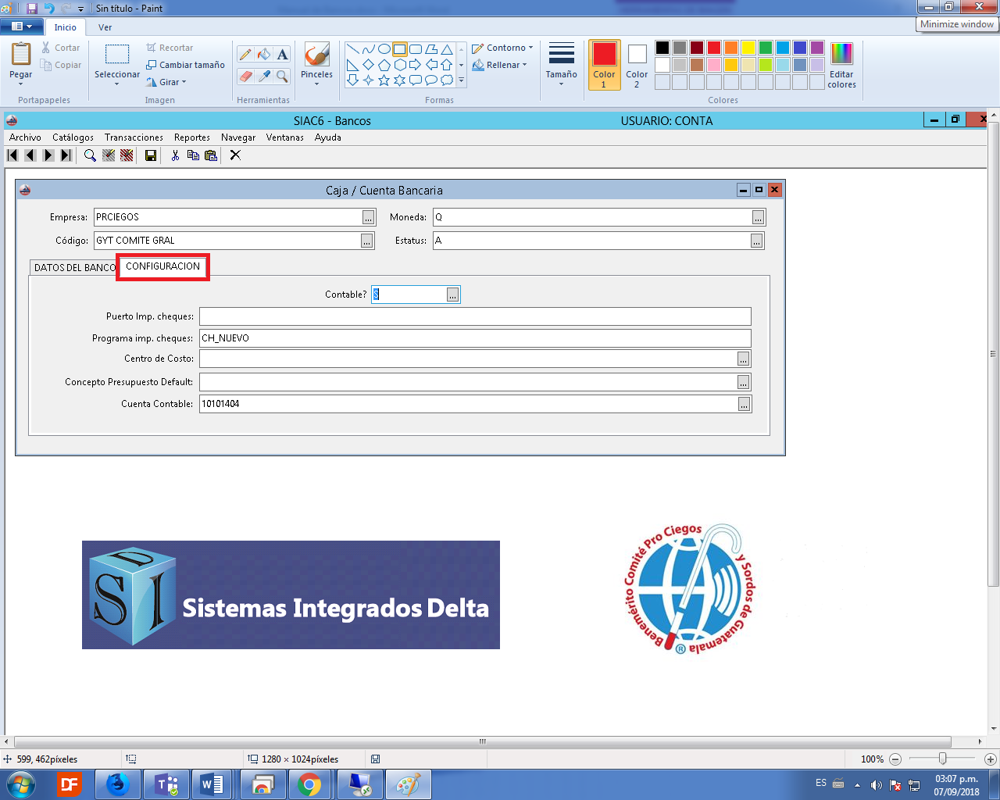 Sin título - Paint
Minimize window
Inicio
Ver
Pegar
Cortar
Copiar
Portapapeles
Seleccionar
Recortar
Cambiar tamaño
Girar
Imagen
A
Herramientas
Pinceles
Contorno
Rellenar
Formas
Tamaño
Color 1
Color 2
Editar colores
Colores
SIAC6 - Bancos
USUARIO: CONTA
Archivo Catálogos Transacciones Reportes Navegar Ventanas Ayuda
Caja / Cuenta Bancaria
Empresa: PRCIEGOS ... Moneda: Q ...
Código: GYT COMITE GRAL ... Estatus: A ...
DATOS DEL BANCO CONFIGURACION
Contable? S ...
Puerto Imp. cheques:
Programa imp. cheques: CH_NUEVO
Centro de Costo: ...
Concepto Presupuesto Default: ...
Cuenta Contable: 10101404 ...
SID
Sistemas Integrados Delta
Benemérito Comité Pro Ciegos y Sordos de Guatemala ®
599, 462píxeles
1280 × 1024píxeles
100%
DF
T
W
ES
03:07 p.m.
07/09/2018